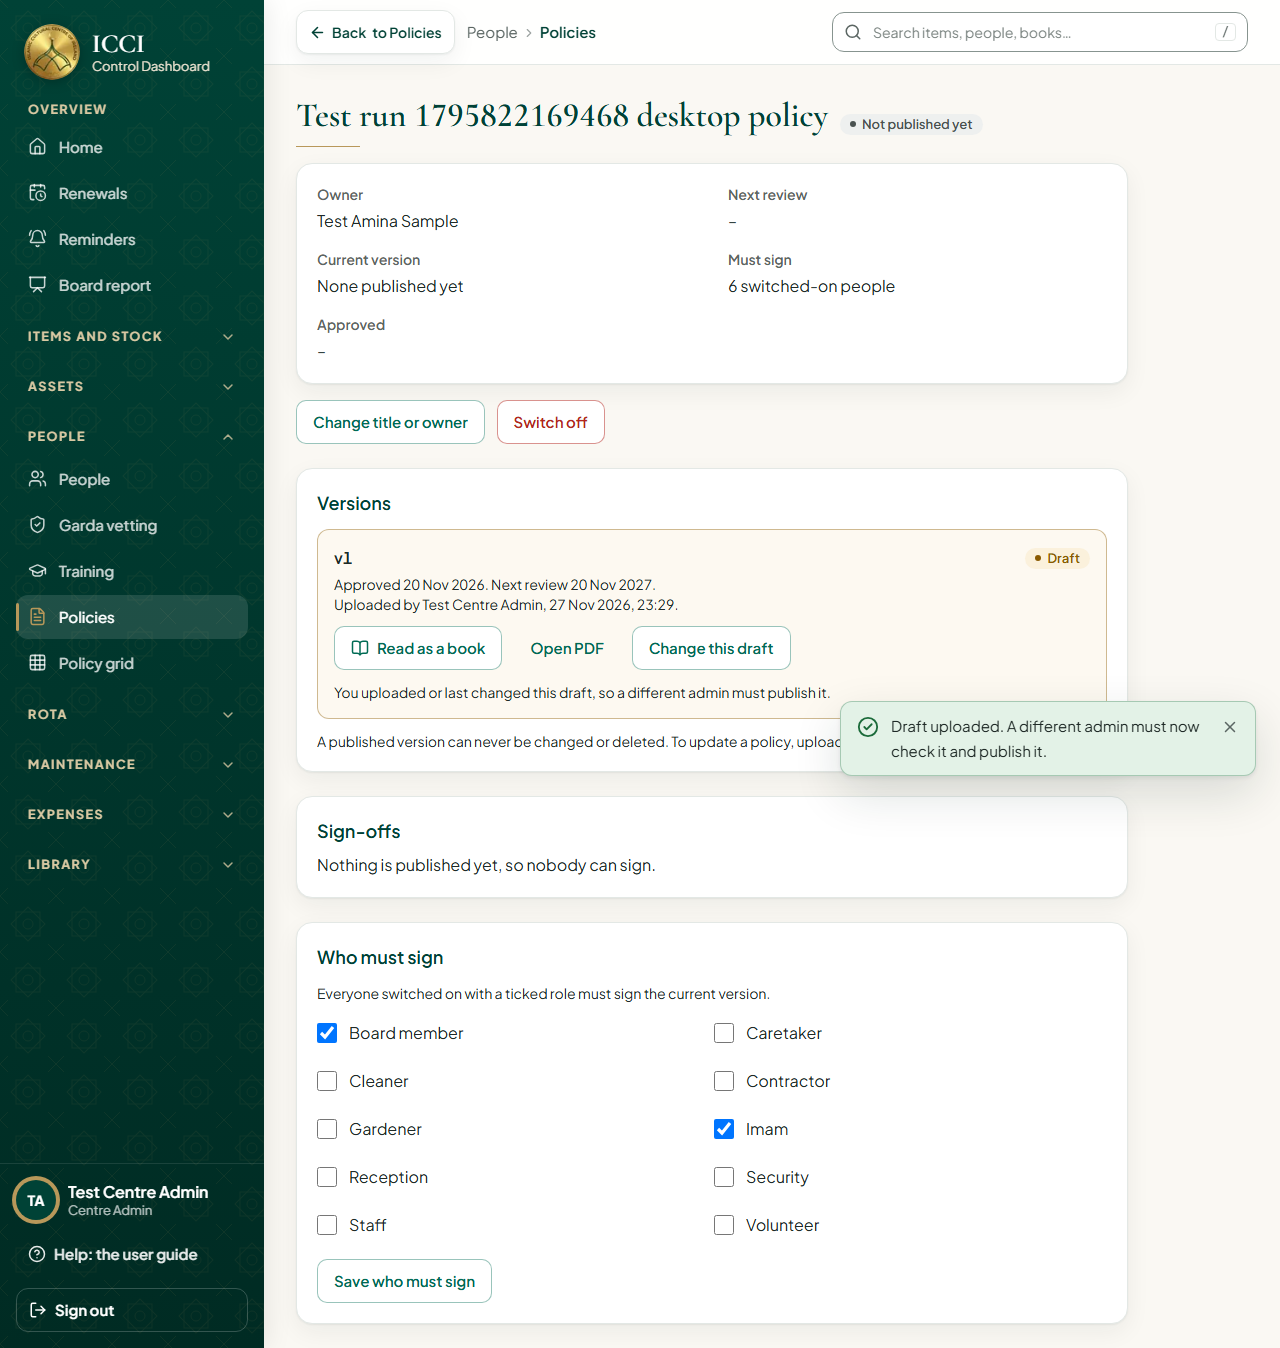 ICCI
Control Dashboard
OVERVIEW
Home
Renewals
Reminders
Board report
ITEMS AND STOCK
ASSETS
PEOPLE
People
Garda vetting
Training
Policies
Policy grid
ROTA
MAINTENANCE
EXPENSES
LIBRARY
TA
Test Centre Admin
Centre Admin
Help: the user guide
Sign out
Back to Policies
People > Policies
Search items, people, books...
/
Test run 1795822169468 desktop policy
Not published yet
Owner
Test Amina Sample
Next review
–
Current version
None published yet
Must sign
6 switched-on people
Approved
–
Change title or owner
Switch off
Versions
v1
Draft
Approved 20 Nov 2026. Next review 20 Nov 2027.
Uploaded by Test Centre Admin, 27 Nov 2026, 23:29.
Read as a book
Open PDF
Change this draft
You uploaded or last changed this draft, so a different admin must publish it.
A published version can never be changed or deleted. To update a policy,
Draft uploaded. A different admin must now
check it and publish it.
Sign-offs
Nothing is published yet, so nobody can sign.
Who must sign
Everyone switched on with a ticked role must sign the current version.
Board member
Caretaker
Cleaner
Contractor
Gardener
Imam
Reception
Security
Staff
Volunteer
Save who must sign